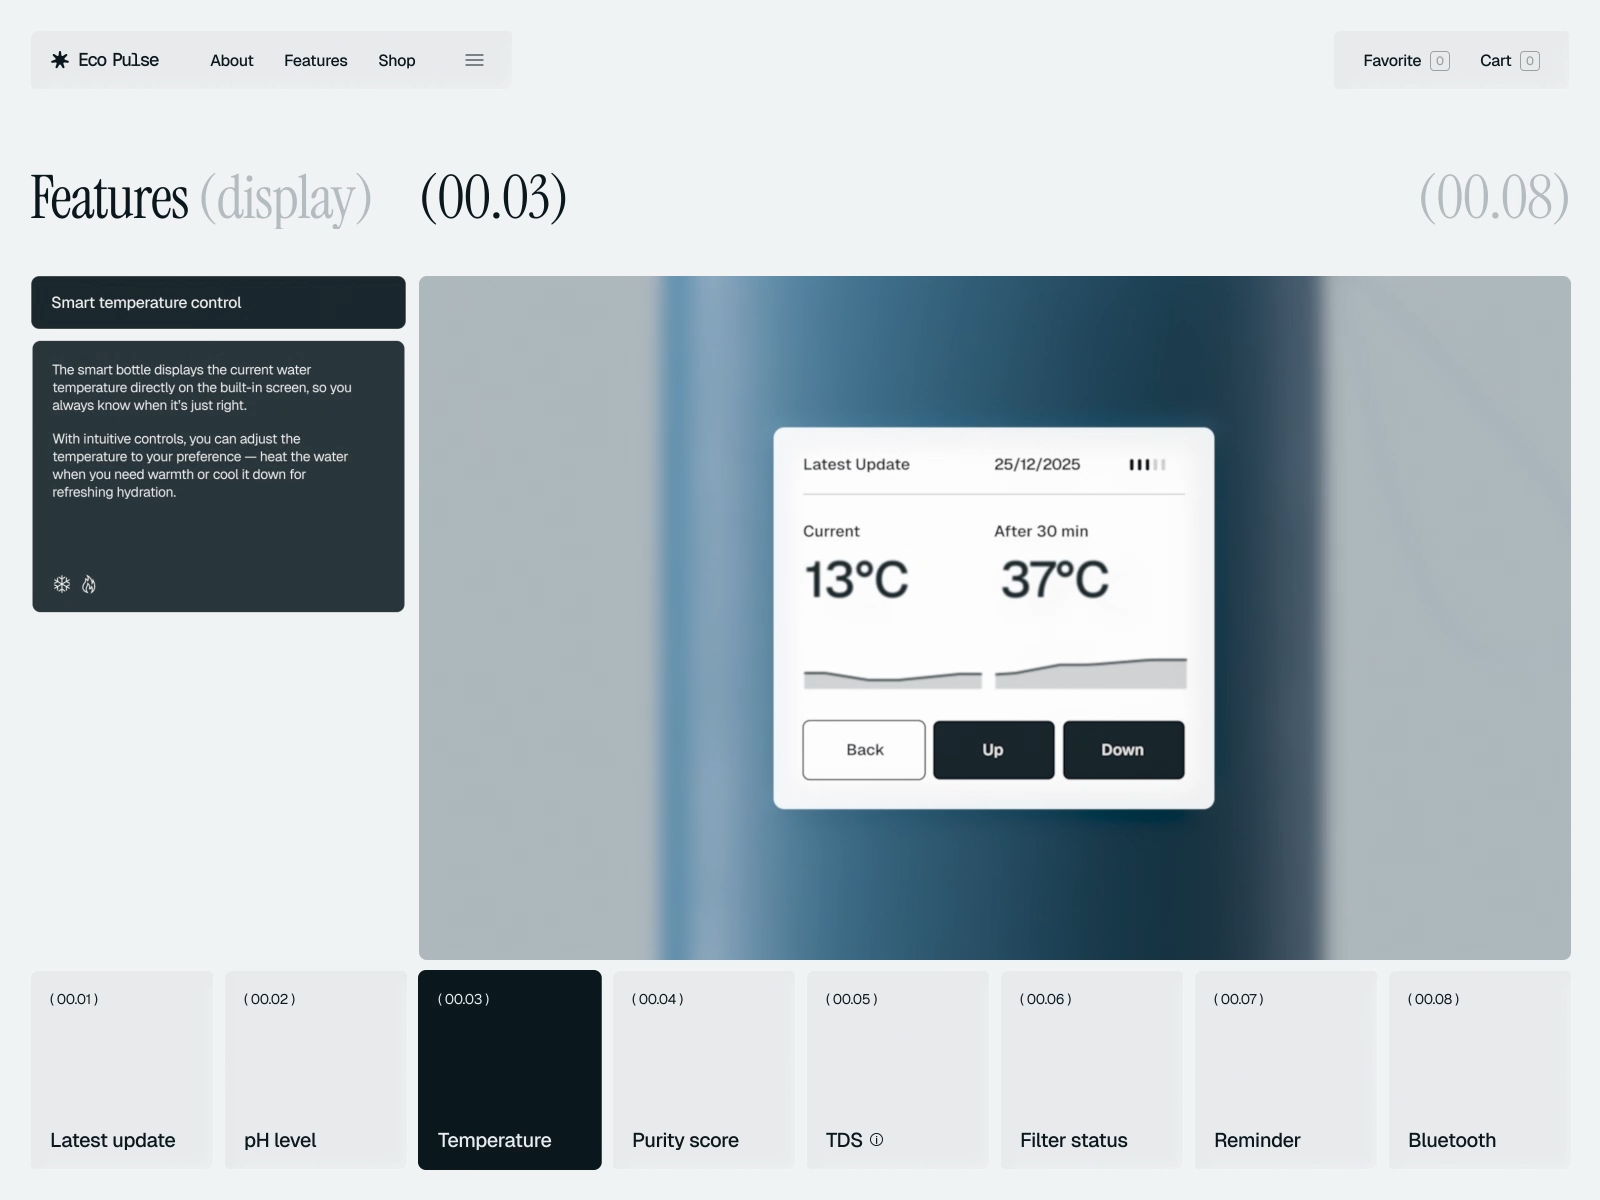 Eco Pulse
About
Features
Shop
Favorite 0
Cart 0
Features (display)
(00.03)
(00.08)
Smart temperature control
The smart bottle displays the current water
temperature directly on the built-in screen, so you
always know when it's just right.
With intuitive controls, you can adjust the
temperature to your preference — heat the water
when you need warmth or cool it down for
refreshing hydration.
Latest Update
25/12/2025
Current
After 30 min
13°C
37°C
Back
Up
Down
( 00.01 )
Latest update
( 00.02 )
pH level
( 00.03 )
Temperature
( 00.04 )
Purity score
( 00.05 )
TDS
( 00.06 )
Filter status
( 00.07 )
Reminder
( 00.08 )
Bluetooth